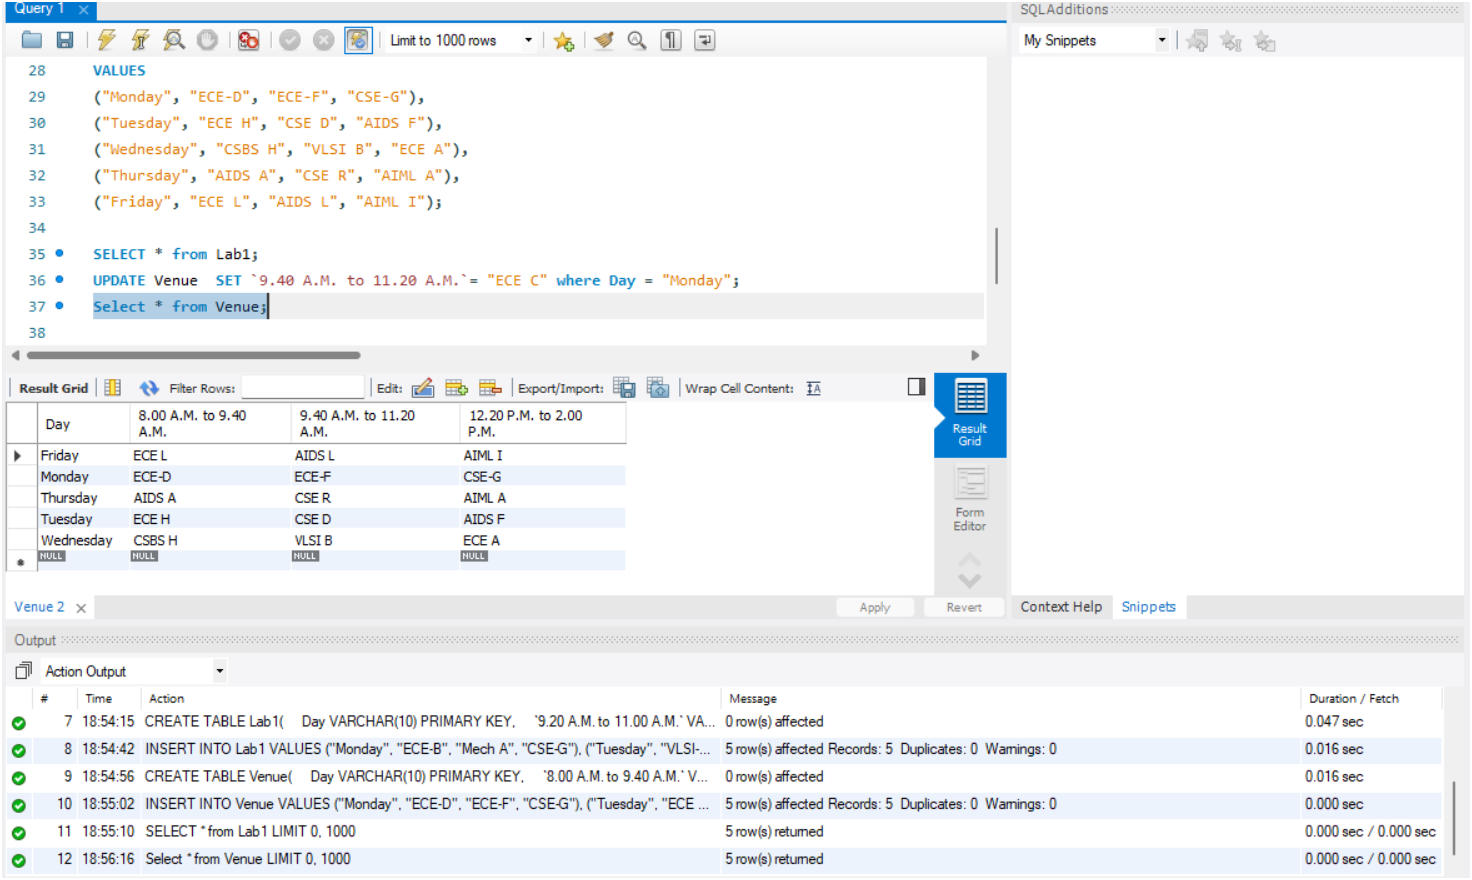 Query 1
SQLAdditions
Limit to 1000 rows
My Snippets
28 VALUES
29 ("Monday", "ECE-D", "ECE-F", "CSE-G"),
30 ("Tuesday", "ECE H", "CSE D", "AIDS F"),
31 ("Wednesday", "CSBS H", "VLSI B", "ECE A"),
32 ("Thursday", "AIDS A", "CSE R", "AIML A"),
33 ("Friday", "ECE L", "AIDS L", "AIML I");
34
35 SELECT * from Lab1;
36 UPDATE Venue  SET `9.40 A.M. to 11.20 A.M.`= "ECE C" where Day = "Monday";
37 Select * from Venue;
38
Result Grid Filter Rows: Edit: Export/Import: Wrap Cell Content:
Day 8.00 A.M. to 9.40 A.M. 9.40 A.M. to 11.20 A.M. 12.20 P.M. to 2.00 P.M.
Friday ECE L AIDS L AIML I
Monday ECE-D ECE-F CSE-G
Thursday AIDS A CSE R AIML A
Tuesday ECE H CSE D AIDS F
Wednesday CSBS H VLSI B ECE A
NULL NULL NULL NULL
Result Grid
Form Editor
Venue 2
Apply Revert
Context Help Snippets
Output
Action Output
# Time Action Message Duration / Fetch
7 18:54:15 CREATE TABLE Lab1( Day VARCHAR(10) PRIMARY KEY, `9.20 A.M. to 11.00 A.M.` VA... 0 row(s) affected 0.047 sec
8 18:54:42 INSERT INTO Lab1 VALUES ("Monday", "ECE-B", "Mech A", "CSE-G"), ("Tuesday", "VLSI-... 5 row(s) affected Records: 5 Duplicates: 0 Warnings: 0 0.016 sec
9 18:54:56 CREATE TABLE Venue( Day VARCHAR(10) PRIMARY KEY, `8.00 A.M. to 9.40 A.M.` V... 0 row(s) affected 0.016 sec
10 18:55:02 INSERT INTO Venue VALUES ("Monday", "ECE-D", "ECE-F", "CSE-G"), ("Tuesday", "ECE ... 5 row(s) affected Records: 5 Duplicates: 0 Warnings: 0 0.000 sec
11 18:55:10 SELECT * from Lab1 LIMIT 0, 1000 5 row(s) returned 0.000 sec / 0.000 sec
12 18:56:16 Select * from Venue LIMIT 0, 1000 5 row(s) returned 0.000 sec / 0.000 sec